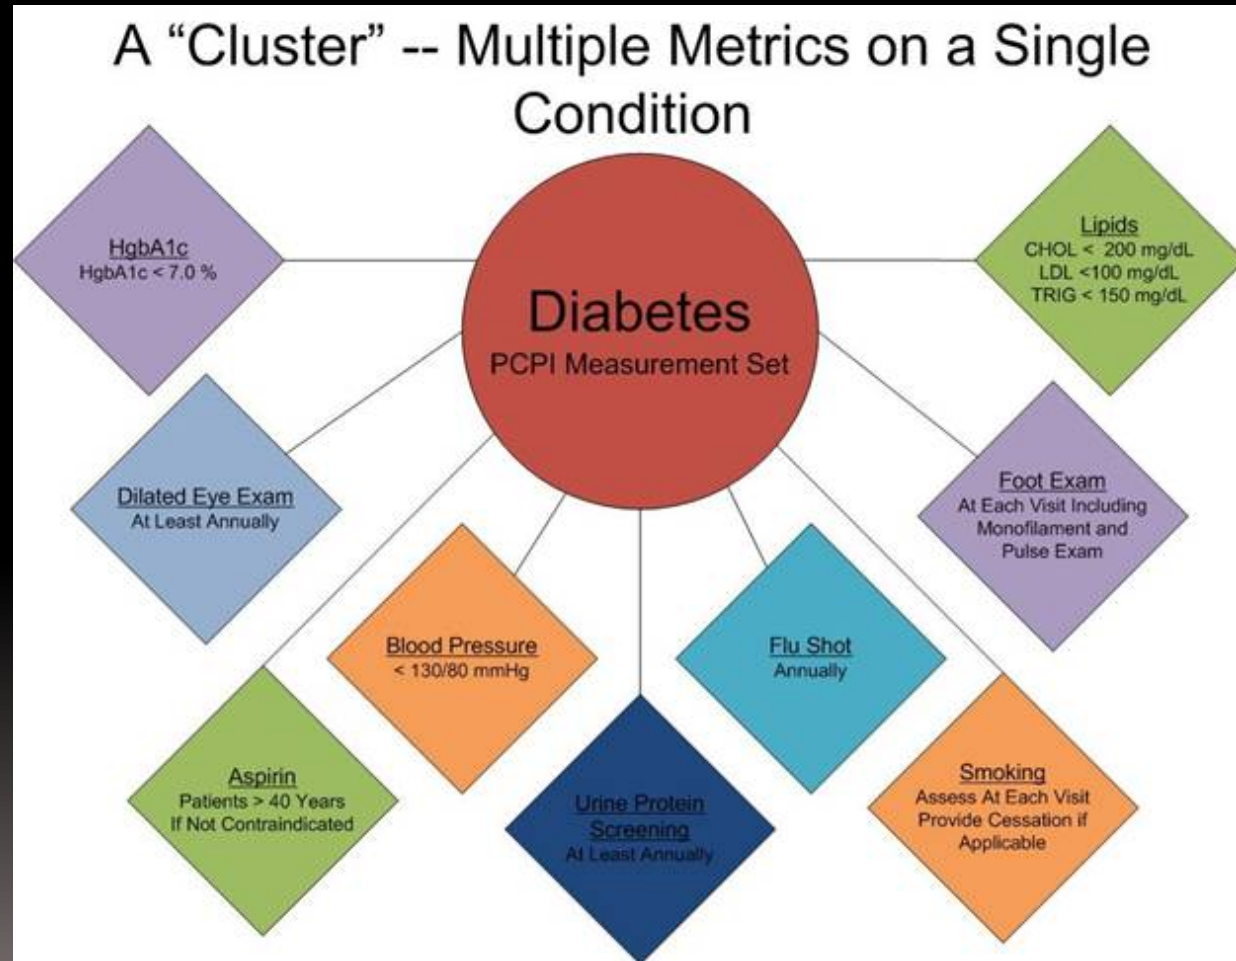 A “Cluster” -- Multiple Metrics on a Single
Condition
HgbA1c
HgbA1c < 7.0 %
Diabetes
PCPI Measurement Set
Lipids
CHOL < 200 mg/dL
LDL <100 mg/dL
TRIG < 150 mg/dL
Dilated Eye Exam
At Least Annually
Foot Exam
At Each Visit Including
Monofilament and
Pulse Exam
Blood Pressure
< 130/80 mmHg
Flu Shot
Annually
Aspirin
Patients > 40 Years
If Not Contraindicated
Urine Protein
Screening
At Least Annually
Smoking
Assess At Each Visit
Provide Cessation if
Applicable